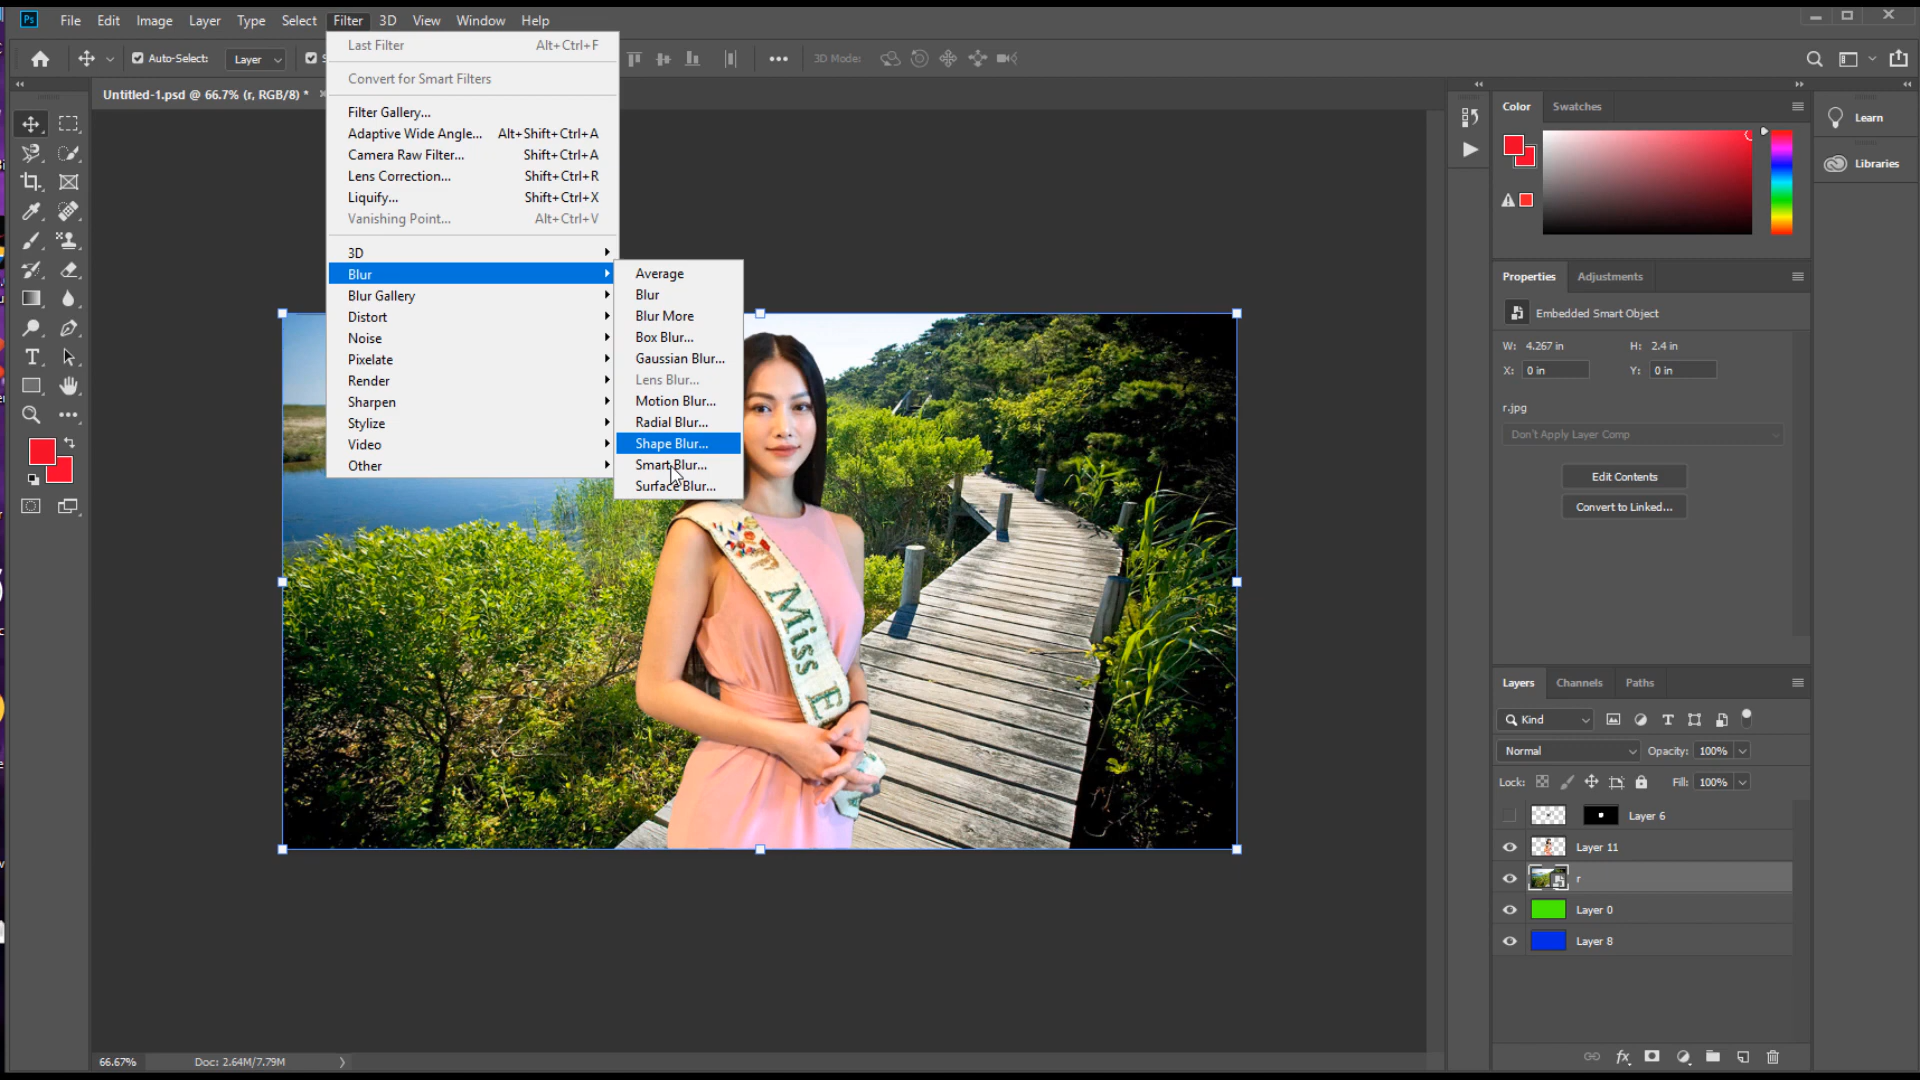 Ps File Edit Image Layer Type Select Filter 3D View Window Help
Auto-Select: Layer 3D Mode:
Untitled-1.psd @ 66.7% (r, RGB/8) *
Last Filter Alt+Ctrl+F
Convert for Smart Filters
Filter Gallery...
Adaptive Wide Angle... Alt+Shift+Ctrl+A
Camera Raw Filter... Shift+Ctrl+A
Lens Correction... Shift+Ctrl+R
Liquify... Shift+Ctrl+X
Vanishing Point... Alt+Ctrl+V
3D
Blur
Blur Gallery
Distort
Noise
Pixelate
Render
Sharpen
Stylize
Video
Other
Average
Blur
Blur More
Box Blur...
Gaussian Blur...
Lens Blur...
Motion Blur...
Radial Blur...
Shape Blur...
Smart Blur...
Surface Blur...
Miss E
Color Swatches
Learn
Libraries
Properties Adjustments
Embedded Smart Object
W: 4.267 in H: 2.4 in
X: 0 in Y: 0 in
r.jpg
Don't Apply Layer Comp
Edit Contents
Convert to Linked...
Layers Channels Paths
Kind
Normal Opacity: 100%
Lock: Fill: 100%
Layer 6
Layer 11
r
Layer 0
Layer 8
fx
66.67% Doc: 2.64M/7.79M